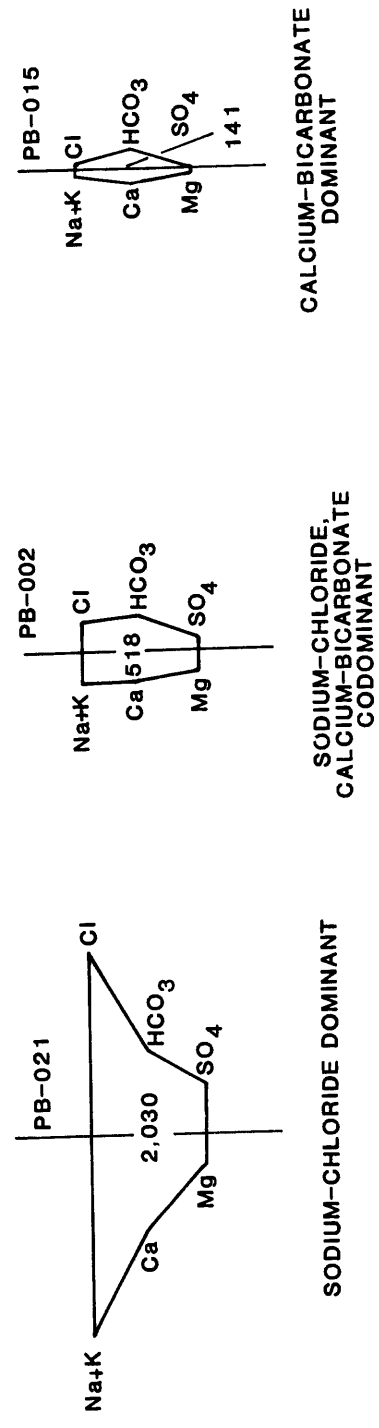 PB-021
Na+K
Cl
Ca
2,030
HCO3
Mg
SO4
SODIUM-CHLORIDE DOMINANT
PB-002
Na+K
Cl
Ca
518
HCO3
Mg
SO4
SODIUM-CHLORIDE,
CALCIUM-BICARBONATE
CODOMINANT
PB-015
Na+K
Cl
Ca
HCO3
Mg
SO4
141
CALCIUM-BICARBONATE
DOMINANT